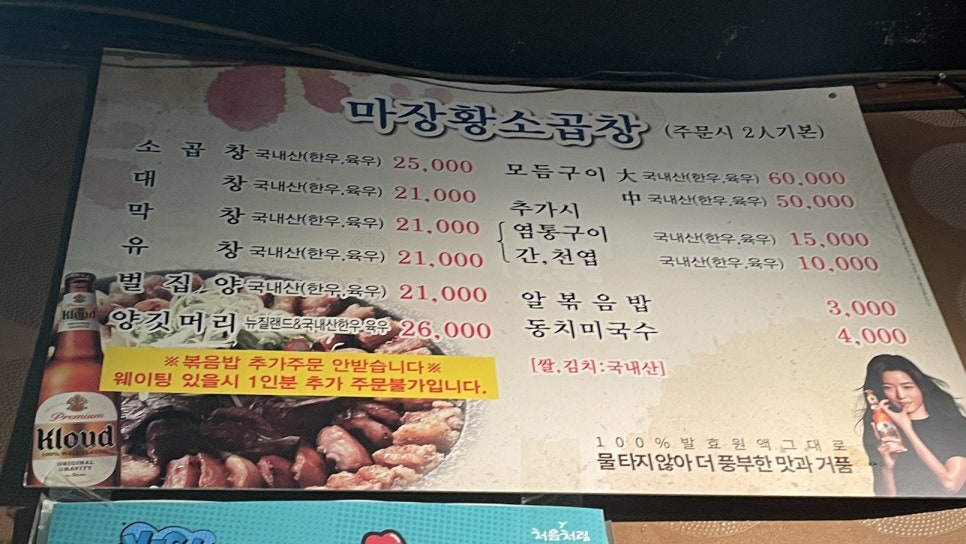 마장황소곱창 (주문시 2人기본)
소곱창 국내산(한우,육우) 25,000
대창 국내산(한우,육우) 21,000
막창 국내산(한우,육우) 21,000
유창 국내산(한우,육우) 21,000
벌집양 국내산(한우,육우) 21,000
양깃머리 뉴질랜드&국내산한우,육우 26,000
※볶음밥 추가주문 안받습니다※
웨이팅 있을시 1인분 추가 주문불가입니다.
모듬구이 大 국내산(한우,육우) 60,000
中 국내산(한우,육우) 50,000
추가시
염통구이 국내산(한우,육우) 15,000
간,천엽 국내산(한우,육우) 10,000
알볶음밥 3,000
동치미국수 4,000
[쌀,김치:국내산]
Kloud
Premium
Kloud
ORIGINAL
GRAVITY
100%발효원액그대로
물타지않아 더 풍부한 맛과 거품
처음처럼